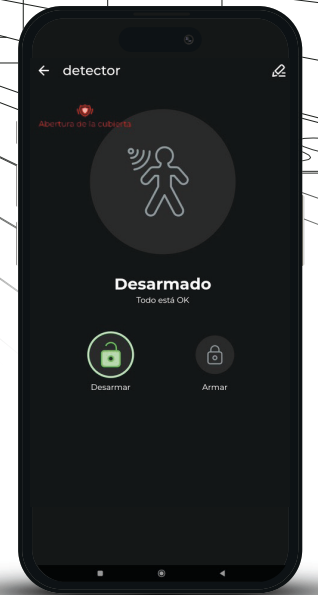 detector
Abertura de la cubierta
Desarmado
Todo está OK
Desarmar
Armar